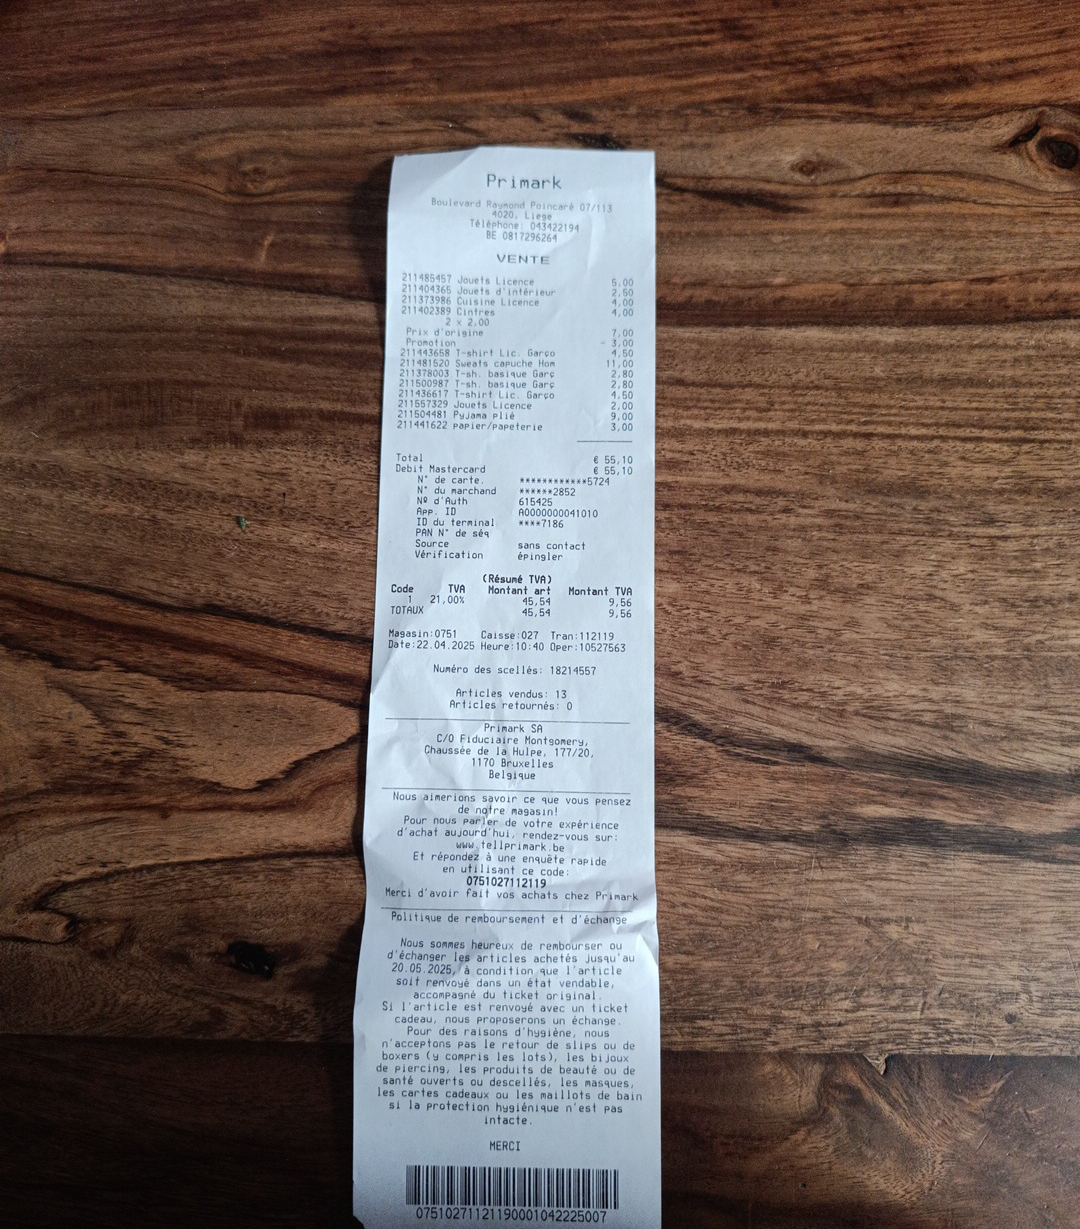 Primark
Boulevard Raymond Poincaré 07/113
4020, Liege
Téléphone: 043422194
BE 0817296264
VENTE
211485457 Jouets Licence 5,00
211404365 Jouets d'intérieur 2,50
211373986 Cuisine Licence 4,00
211402389 Cintres 4,00
2 x 2,00
Prix d'origine 7,00
Promotion - 3,00
211443658 T-shirt Lic. Garço 4,50
211481520 Sweats capuche Hom 11,00
211378003 T-sh. basique Garç 2,80
211500987 T-sh. basique Garç 2,80
211436617 T-shirt Lic. Garço 4,50
211557329 Jouets Licence 2,00
211504481 Pyjama plié 9,00
211441622 papier/papeterie 3,00
Total € 55,10
Debit Mastercard € 55,10
N° de carte. ************5724
N° du marchand ******2852
Nº d'Auth 615425
App. ID A0000000041010
ID du terminal ****7186
PAN N° de séq
Source sans contact
Vérification épingler
(Résumé TVA)
Code TVA Montant art Montant TVA
1 21,00% 45,54 9,56
TOTAUX 45,54 9,56
Magasin:0751 Caisse:027 Tran:112119
Date:22.04.2025 Heure:10:40 Oper:10527563
Numéro des scellés: 18214557
Articles vendus: 13
Articles retournés: 0
Primark SA
C/O Fiduciaire Montgomery,
Chaussée de la Hulpe, 177/20,
1170 Bruxelles
Belgique
Nous aimerions savoir ce que vous pensez
de notre magasin!
Pour nous parler de votre expérience
d'achat aujourd'hui, rendez-vous sur:
www.tellprimark.be
Et répondez à une enquête rapide
en utilisant ce code:
0751027112119
Merci d'avoir fait vos achats chez Primark
Politique de remboursement et d'échange
Nous sommes heureux de rembourser ou
d'échanger les articles achetés jusqu'au
20.05.2025, à condition que l'article
soit renvoyé dans un état vendable,
accompagné du ticket original.
Si l'article est renvoyé avec un ticket
cadeau, nous proposerons un échange.
Pour des raisons d'hygiène, nous
n'acceptons pas le retour de slips ou de
boxers (y compris les lots), les bijoux
de piercing, les produits de beauté ou de
santé ouverts ou descellés, les masques,
les cartes cadeaux ou les maillots de bain
si la protection hygiénique n'est pas
intacte.
MERCI
07510271121190001042225007